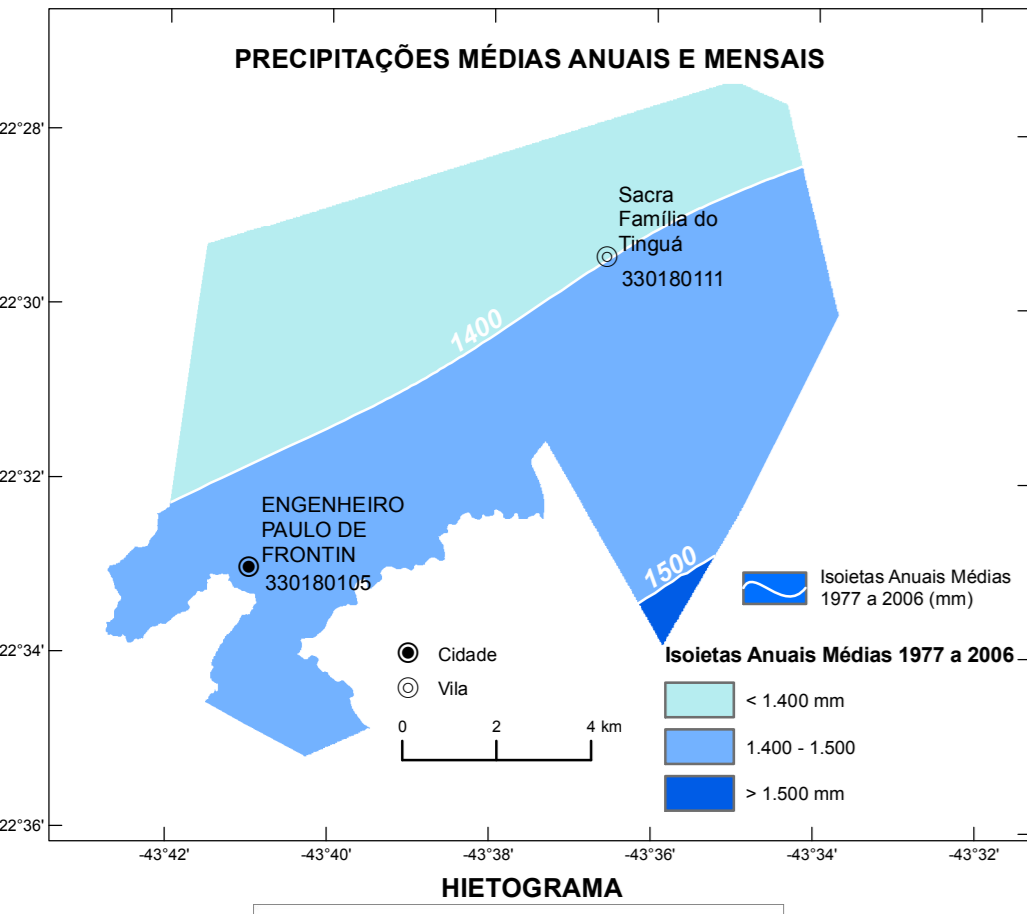 PRECIPITAÇÕES MÉDIAS ANUAIS E MENSAIS
22°28'
Sacra
Família do
Tinguá
330180111
22°30'
1400
22°32'
ENGENHEIRO
PAULO DE
FRONTIN
330180105
1500
Isoietas Anuais Médias
1977 a 2006 (mm)
22°34'
Cidade
Vila
0 2 4 km
Isoietas Anuais Médias 1977 a 2006
< 1.400 mm
1.400 - 1.500
> 1.500 mm
22°36'
-43°42' -43°40' -43°38' -43°36' -43°34' -43°32'
HIETOGRAMA